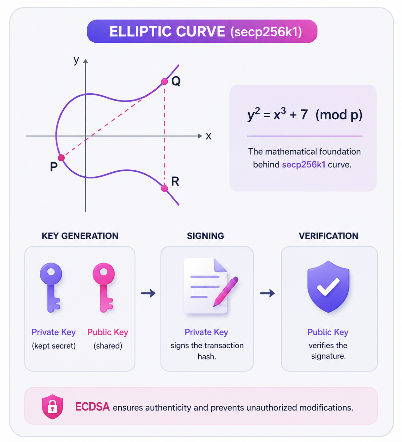 ELLIPTIC CURVE (secp256k1)
y
Q
x
P
R
y² = x³ + 7 (mod p)
The mathematical foundation
behind secp256k1 curve.
KEY GENERATION
SIGNING
VERIFICATION
Private Key
(kept secret)
Public Key
(shared)
Private Key
signs the transaction
hash.
Public Key
verifies the
signature.
ECDSA ensures authenticity and prevents unauthorized modifications.